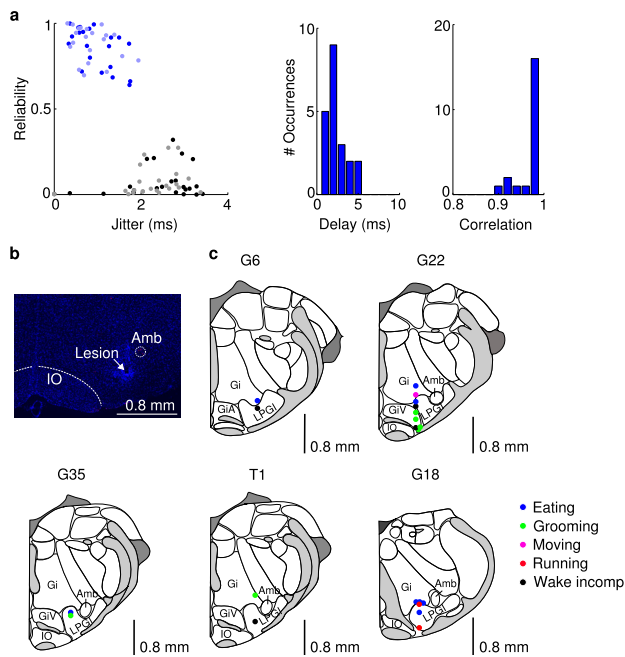 a
1
0.5
0
Reliability
0 2 4
Jitter (ms)
10
5
0
# Occurrences
0 5 10
Delay (ms)
20
10
0
0.8 0.9 1
Correlation
b
Amb
Lesion
IO
0.8 mm
c
G6
Gi
GiA
LPGi
0.8 mm
G22
Gi
Amb
GiV
LPGi
IO
0.8 mm
G35
Gi
Amb
GiV
LPGi
IO
0.8 mm
T1
Gi
Amb
GiV
LPGi
IO
0.8 mm
G18
Gi
Amb
LPGi
0.8 mm
Eating
Grooming
Moving
Running
Wake incomp